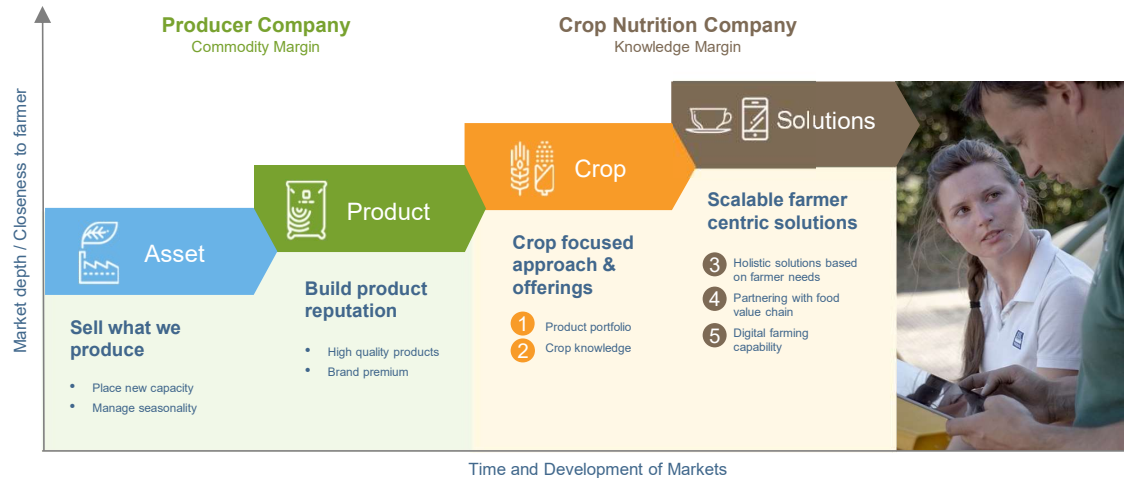 Producer Company
Commodity Margin
Crop Nutrition Company
Knowledge Margin
Market depth / Closeness to farmer
Asset
Sell what we
produce
• Place new capacity
• Manage seasonality
Product
Build product
reputation
• High quality products
• Brand premium
Crop
Crop focused
approach &
offerings
1 Product portfolio
2 Crop knowledge
Solutions
Scalable farmer
centric solutions
3 Holistic solutions based
on farmer needs
4 Partnering with food
value chain
5 Digital farming
capability
Time and Development of Markets